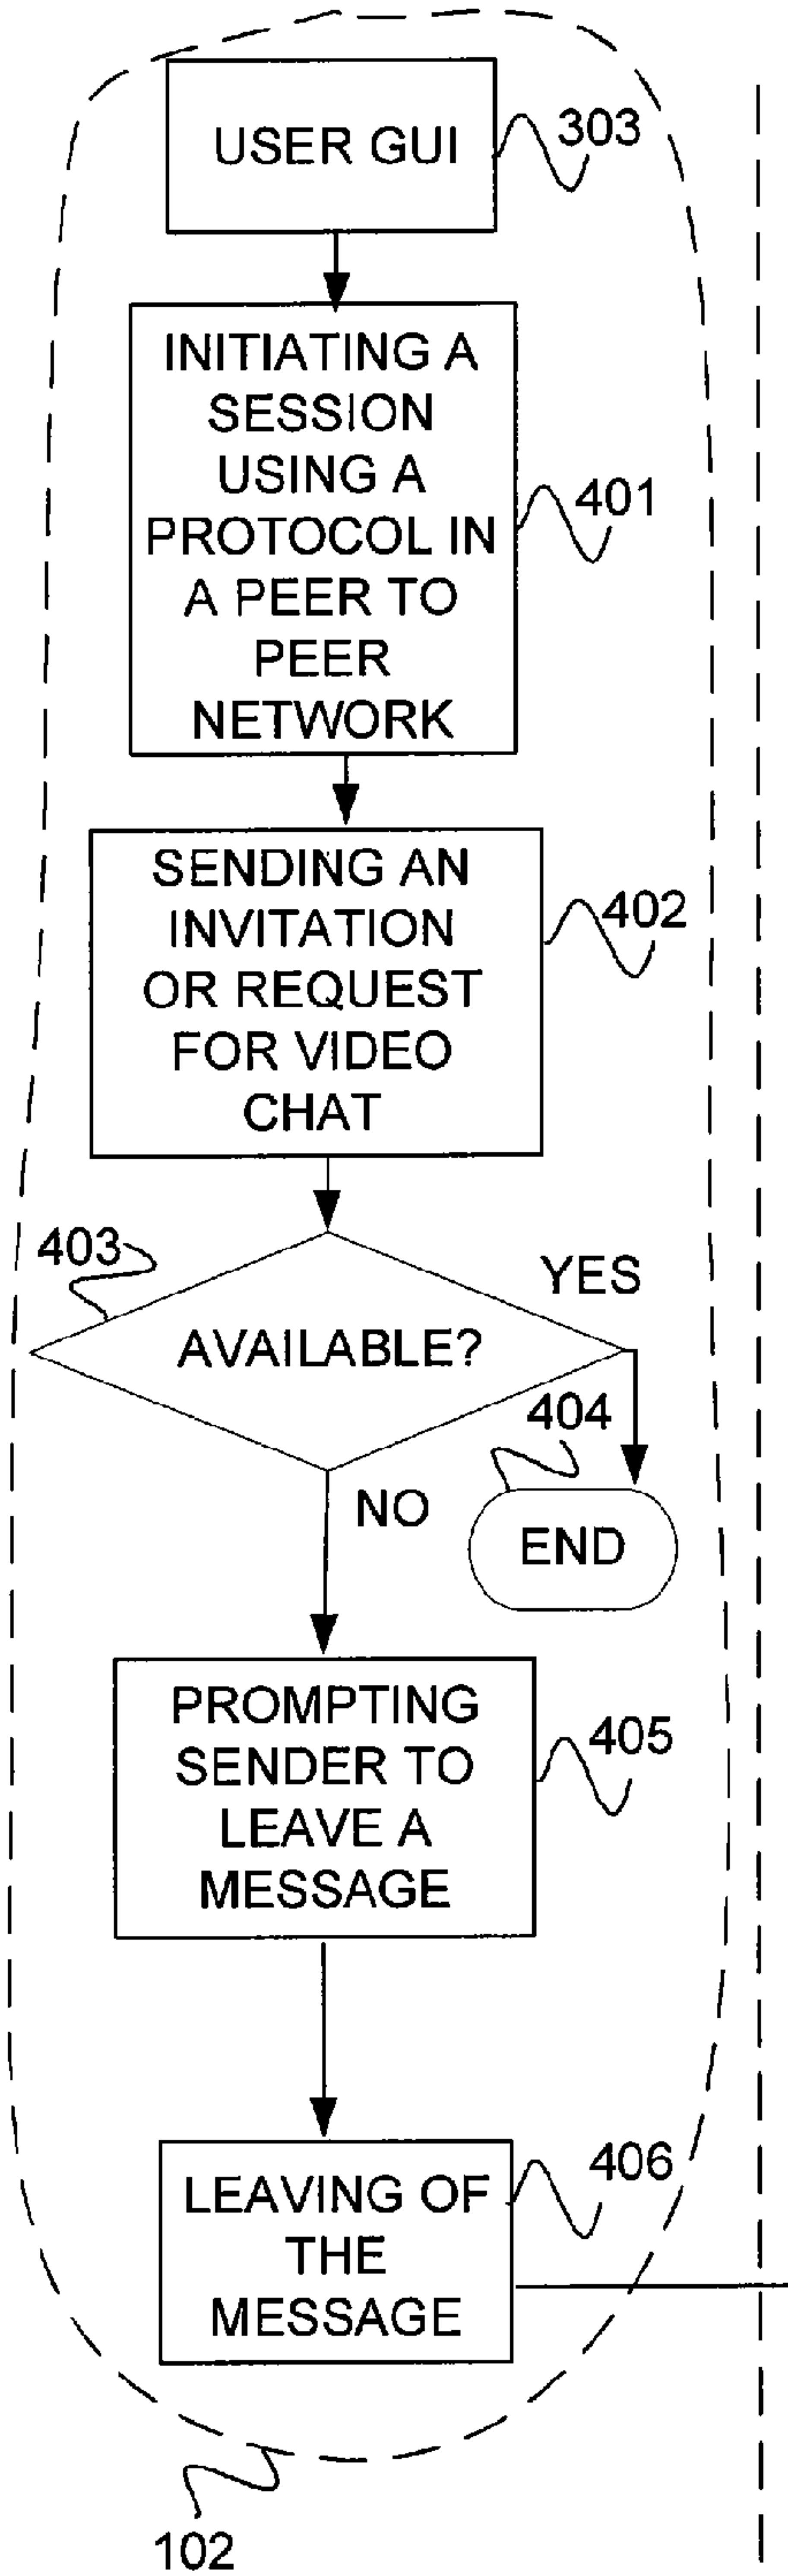 USER GUI
303
INITIATING A
SESSION
USING A
PROTOCOL IN
A PEER TO
PEER
NETWORK
401
SENDING AN
INVITATION
OR REQUEST
FOR VIDEO
CHAT
402
403
YES
AVAILABLE?
404
NO
END
PROMPTING
SENDER TO
LEAVE A
MESSAGE
405
LEAVING OF
THE
MESSAGE
406
102